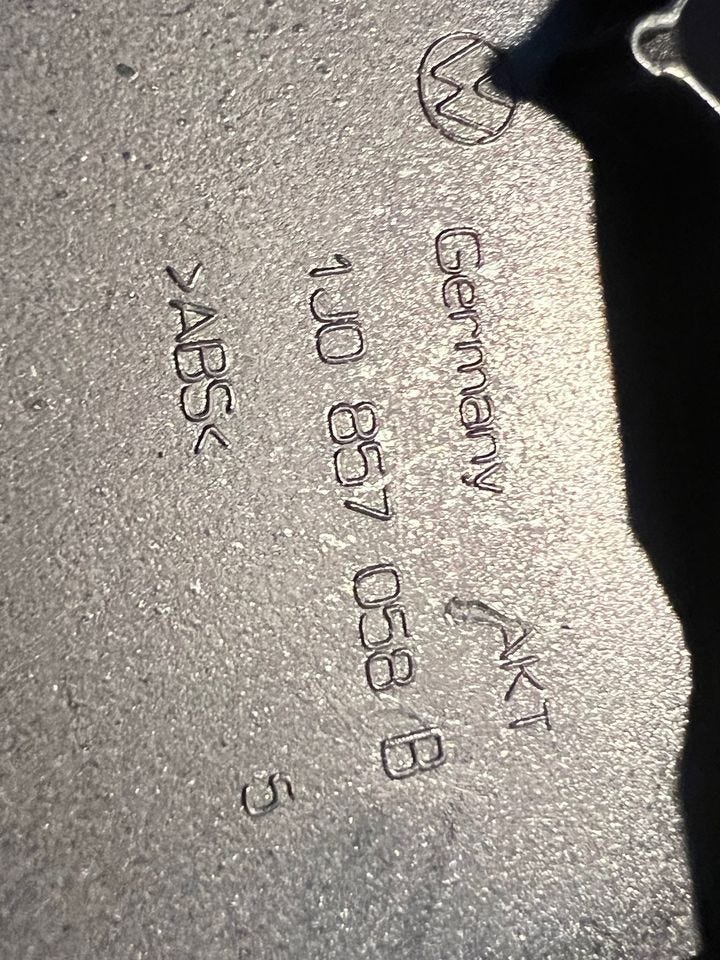 Germany AKT
1J0 857 058 B
>ABS<
5